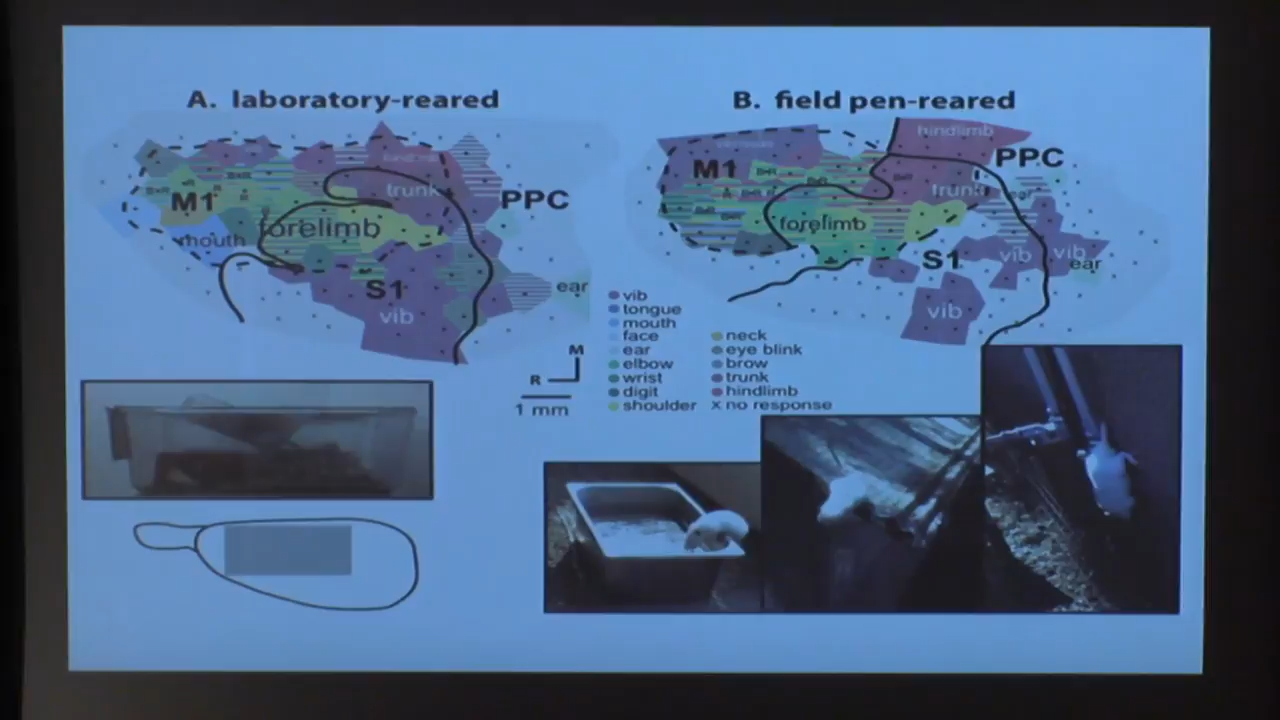 A. laboratory-reared
B. field pen-reared
hindlimb
M1
trunk
PPC
forelimb
mouth
S1
ear
vib
hindlimb
M1
PPC
trunk
ear
forelimb
S1
vib
vib
ear
vib
vib
tongue
mouth
face
ear
elbow
wrist
digit
shoulder
neck
eye blink
brow
trunk
hindlimb
x no response
M
R
1 mm